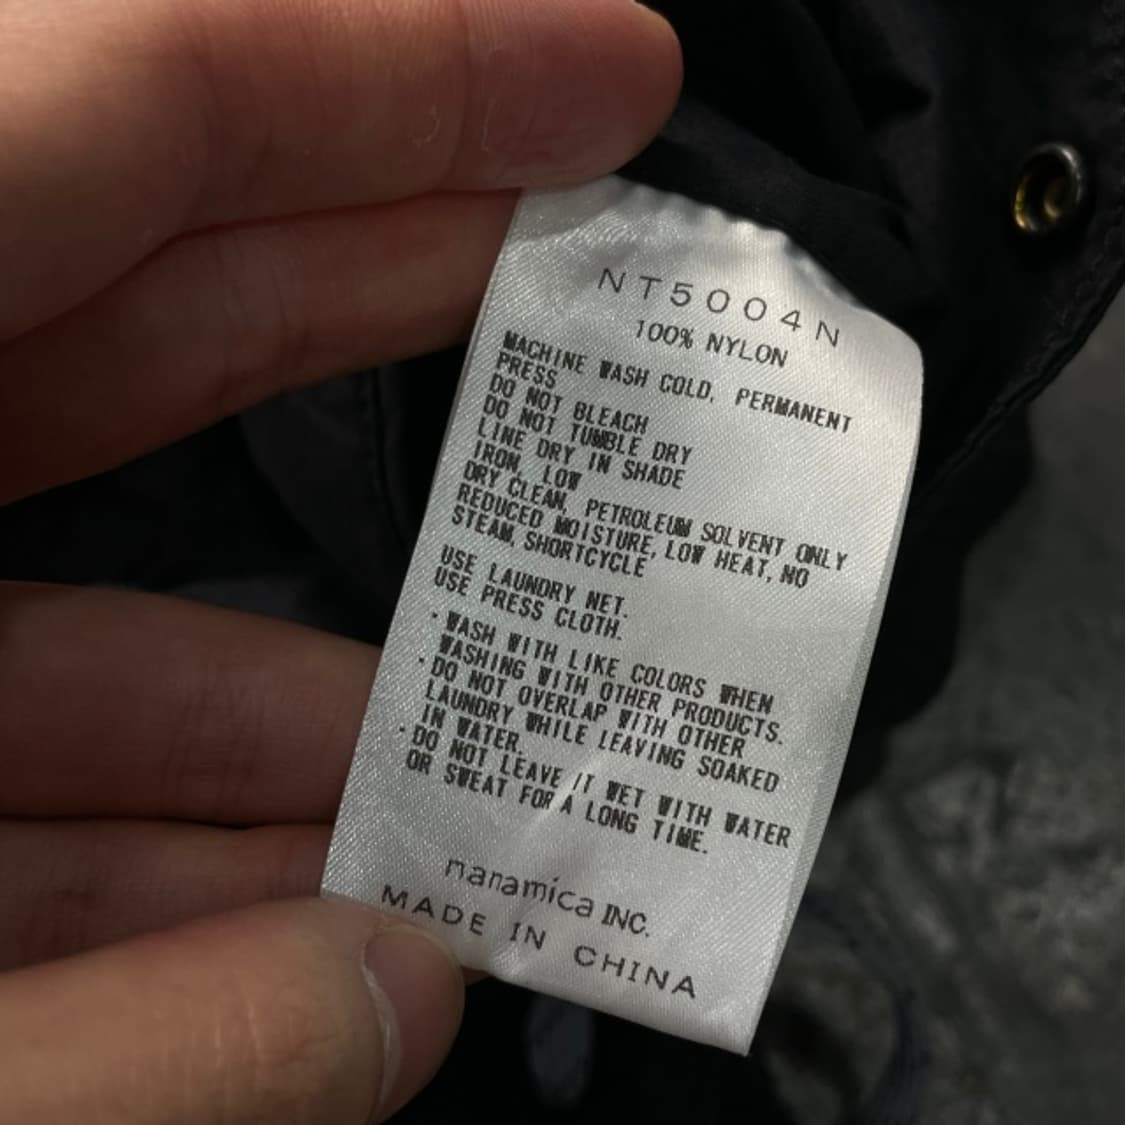 NT5004N
100% NYLON
MACHINE WASH COLD, PERMANENT
PRESS
DO NOT BLEACH
DO NOT TUMBLE DRY
LINE DRY IN SHADE
IRON, LOW
DRY CLEAN, PETROLEUM SOLVENT ONLY
REDUCED MOISTURE, LOW HEAT, NO
STEAM, SHORTCYCLE
USE LAUNDRY NET.
USE PRESS CLOTH.
・WASH WITH LIKE COLORS WHEN
WASHING WITH OTHER PRODUCTS.
・DO NOT OVERLAP WITH OTHER
LAUNDRY WHILE LEAVING SOAKED
IN WATER.
・DO NOT LEAVE IT WET WITH WATER
OR SWEAT FOR A LONG TIME.
nanamica INC.
MADE IN CHINA